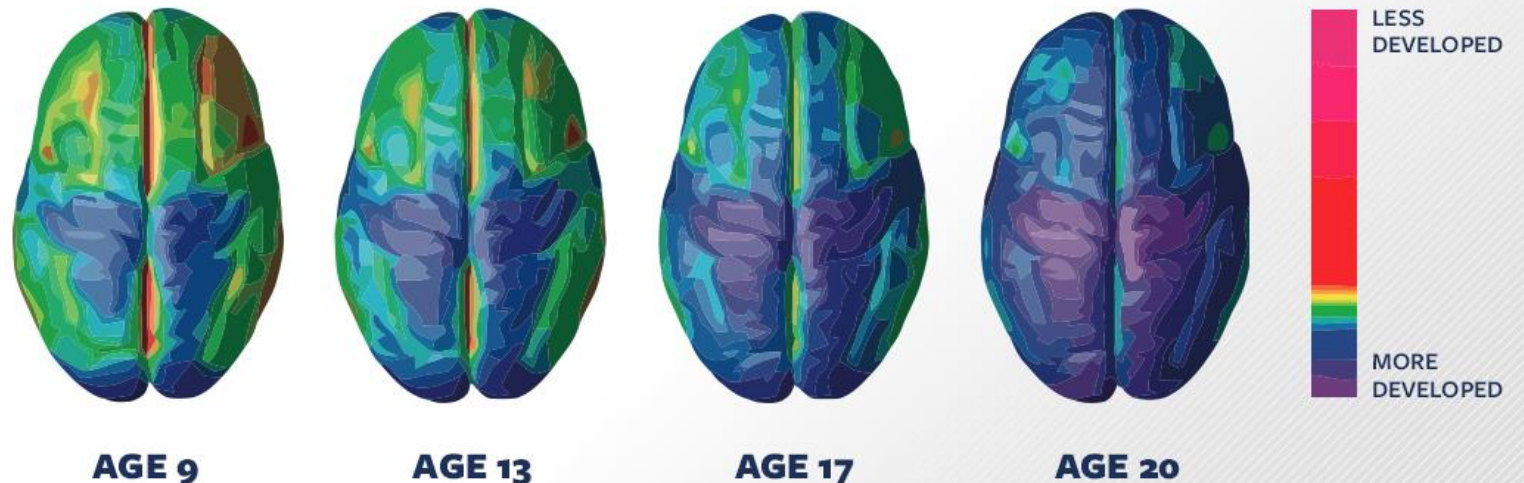 LESS
DEVELOPED
MORE
DEVELOPED
AGE 9
AGE 13
AGE 17
AGE 20